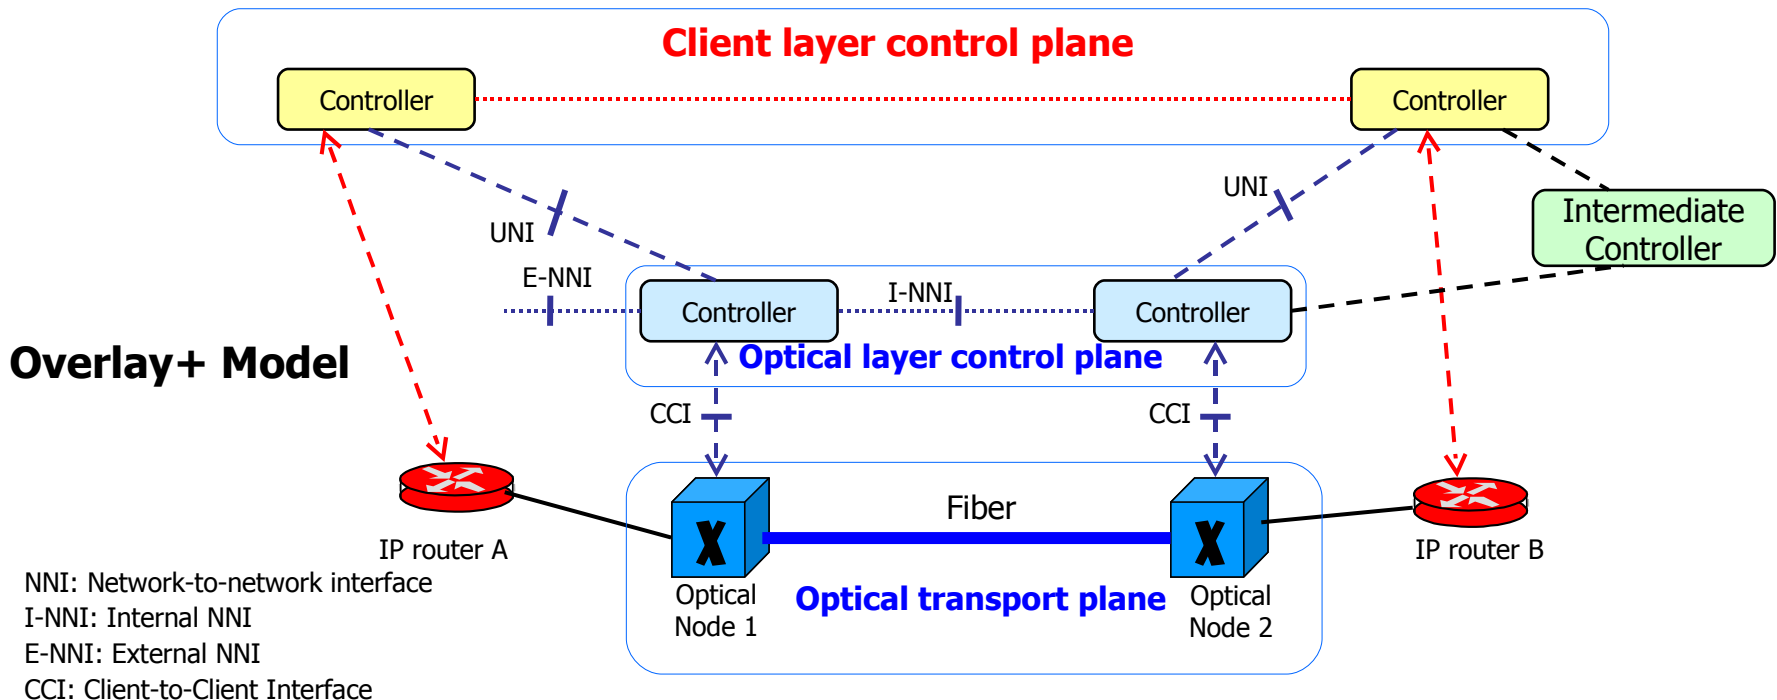 Client layer control plane
Controller
Controller
UNI
UNI
Intermediate
Controller
E-NNI
I-NNI
Controller
Controller
Optical layer control plane
Overlay+ Model
CCI
CCI
Fiber
IP router A
IP router B
Optical
Node 1
Optical transport plane
Optical
Node 2
NNI: Network-to-network interface
I-NNI: Internal NNI
E-NNI: External NNI
CCI: Client-to-Client Interface